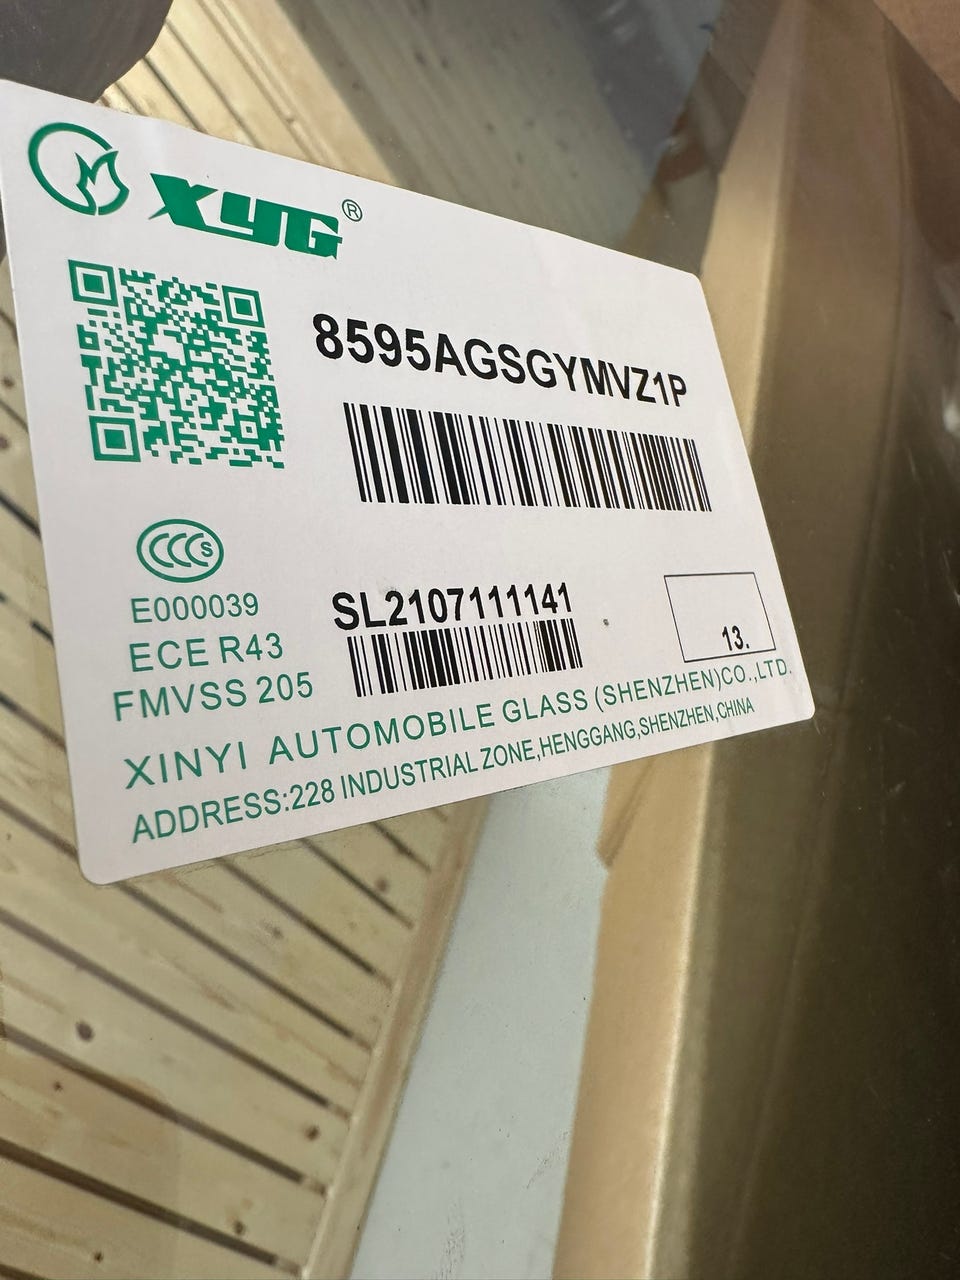 XYG®
8595AGSGYMVZ1P
CCC S
E000039
SL2107111141
ECE R43
13.
FMVSS 205
XINYI AUTOMOBILE GLASS (SHENZHEN)CO.,LTD.
ADDRESS:228 INDUSTRIAL ZONE,HENGGANG,SHENZHEN,CHINA